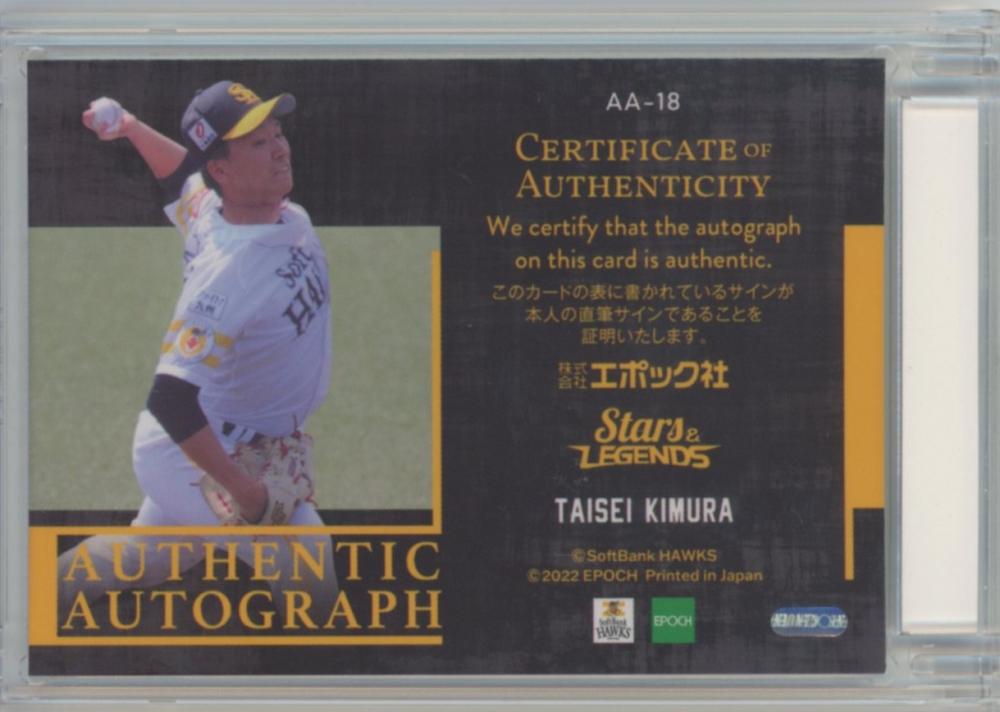 AA-18
CERTIFICATE OF
AUTHENTICITY
We certify that the autograph
on this card is authentic.
このカードの表に書かれているサインが
本人の直筆サインであることを
証明いたします。
株式会社エポック社
Stars &
LEGENDS
TAISEI KIMURA
©SoftBank HAWKS
©2022 EPOCH Printed in Japan
SoftBank
HAWKS
EPOCH
AUTHENTIC
AUTOGRAPH